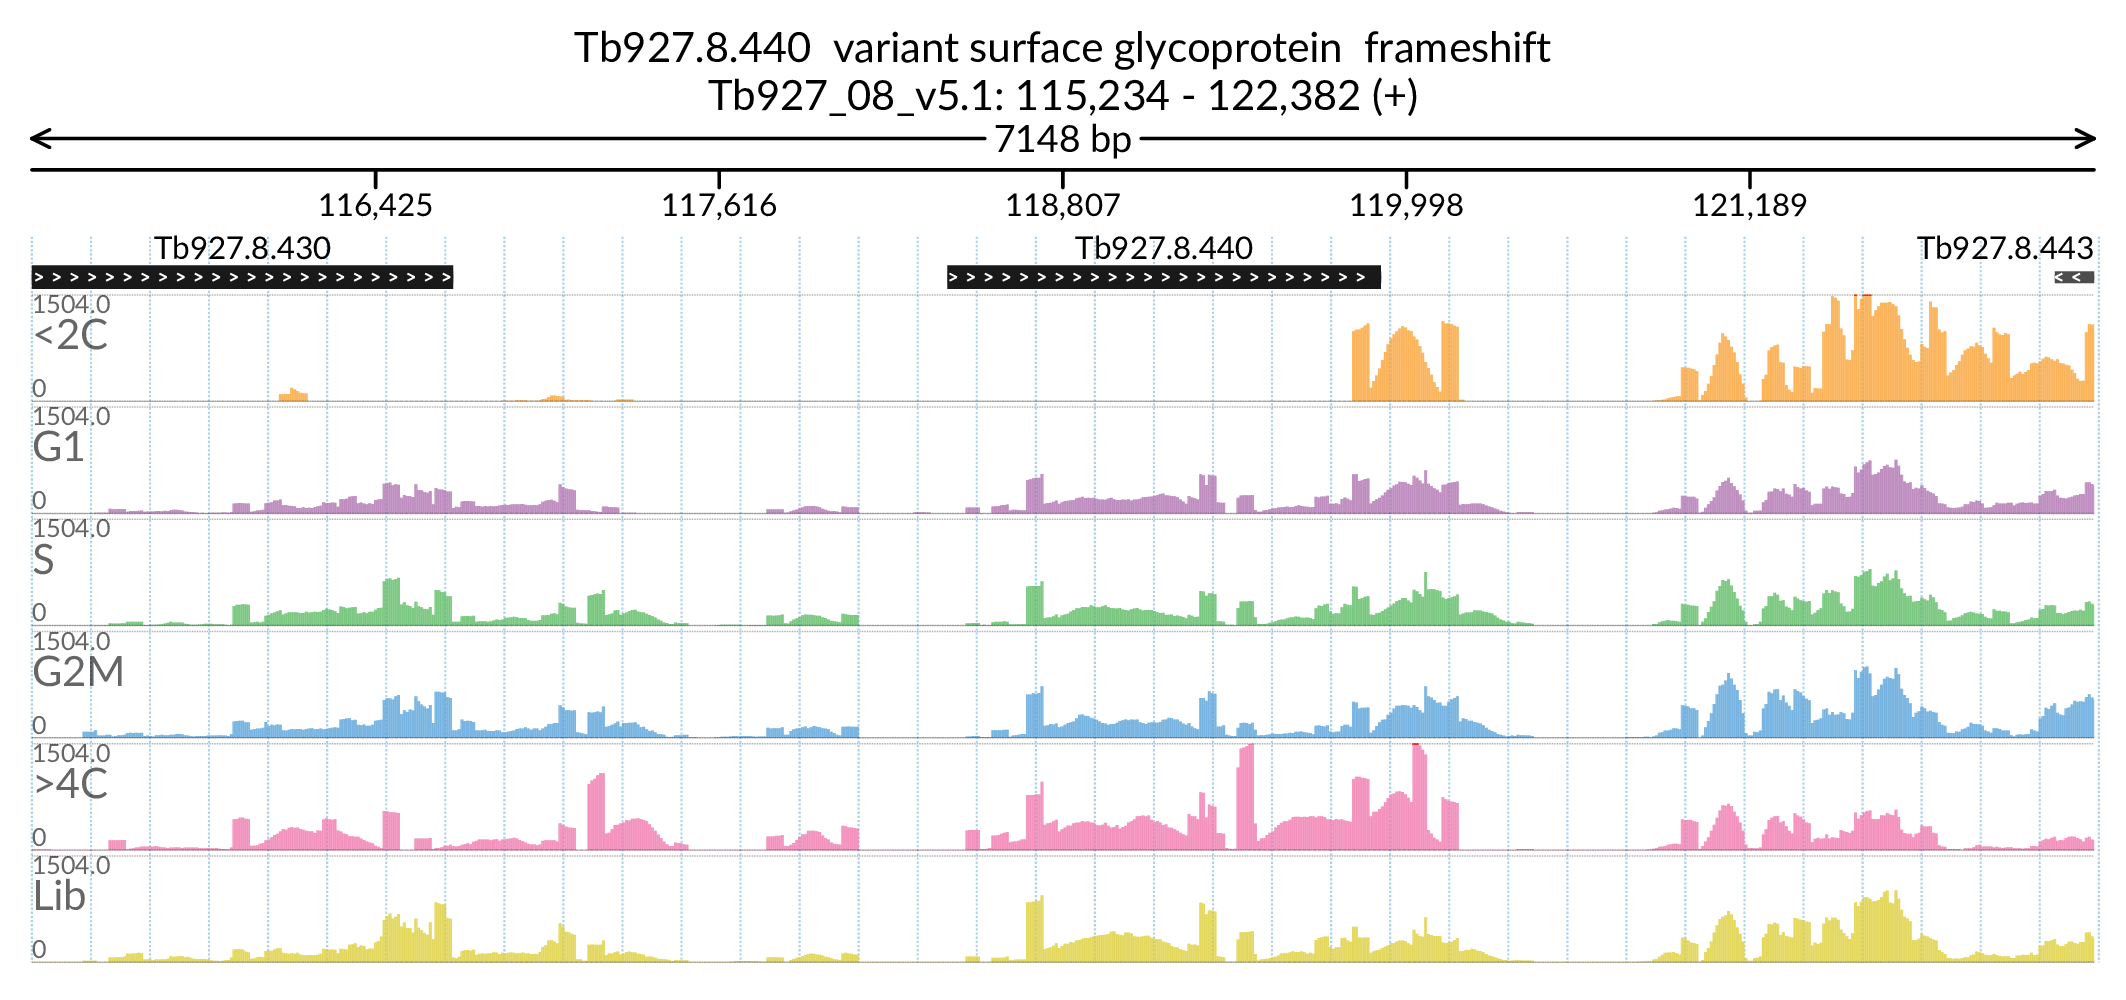 Tb927.8.440 variant surface glycoprotein frameshift
Tb927_08_v5.1: 115,234 - 122,382 (+)
7148 bp
116,425 117,616 118,807 119,998 121,189
Tb927.8.430 Tb927.8.440 Tb927.8.443
1504.0
<2C
0
1504.0
G1
0
1504.0
S
0
1504.0
G2M
0
1504.0
>4C
0
1504.0
Lib
0